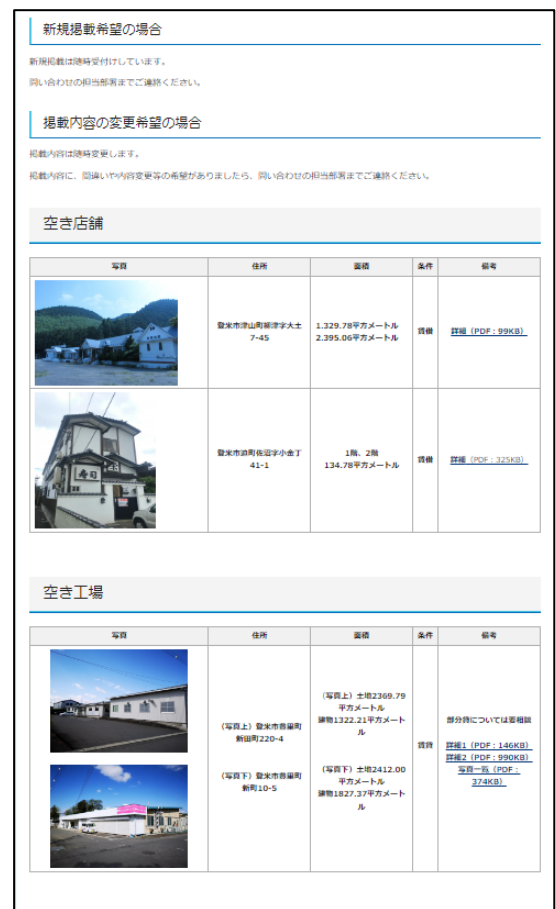 新規掲載希望の場合
新規掲載は随時受付けしています。
問い合わせの担当部署までご連絡ください。
掲載内容の変更希望の場合
掲載内容は随時変更します。
掲載内容に、間違いや内容変更等の希望がありましたら、問い合わせの担当部署までご連絡ください。
空き店舗
写真 住所 面積 条件 備考
登米市津山町柳津字大土
7-45
1.329.78平方メートル
2.395.06平方メートル
賃借
詳細（PDF：99KB）
寿司
登米市迫町佐沼字小金丁
41-1
1階、2階
134.78平方メートル
賃借
詳細（PDF：325KB）
空き工場
写真 住所 面積 条件 備考
（写真上）登米市豊里町
新田町220-4
（写真下）登米市豊里町
新町10-5
（写真上）土地2369.79
平方メートル
建物1322.21平方メート
ル
（写真下）土地2412.00
平方メートル
建物1827.37平方メート
ル
賃貸
部分貸については要相談
詳細1（PDF：146KB）
詳細2（PDF：990KB）
写真一覧（PDF：
374KB）